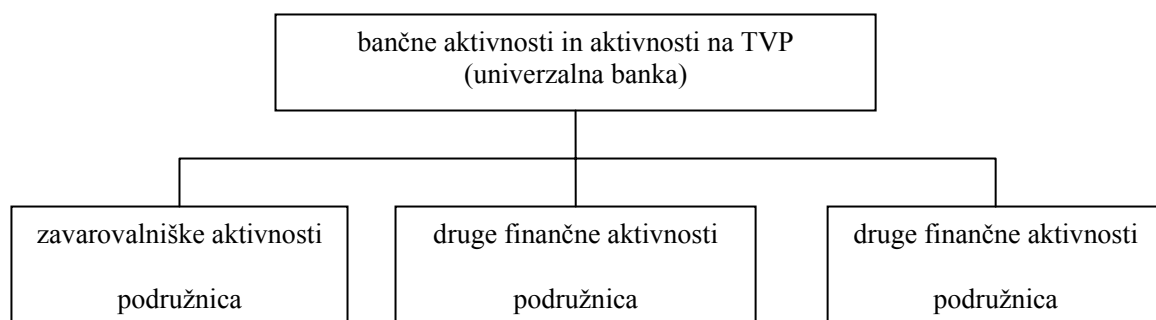 bančne aktivnosti in aktivnosti na TVP
(univerzalna banka)
zavarovalniške aktivnosti
podružnica
druge finančne aktivnosti
podružnica
druge finančne aktivnosti
podružnica